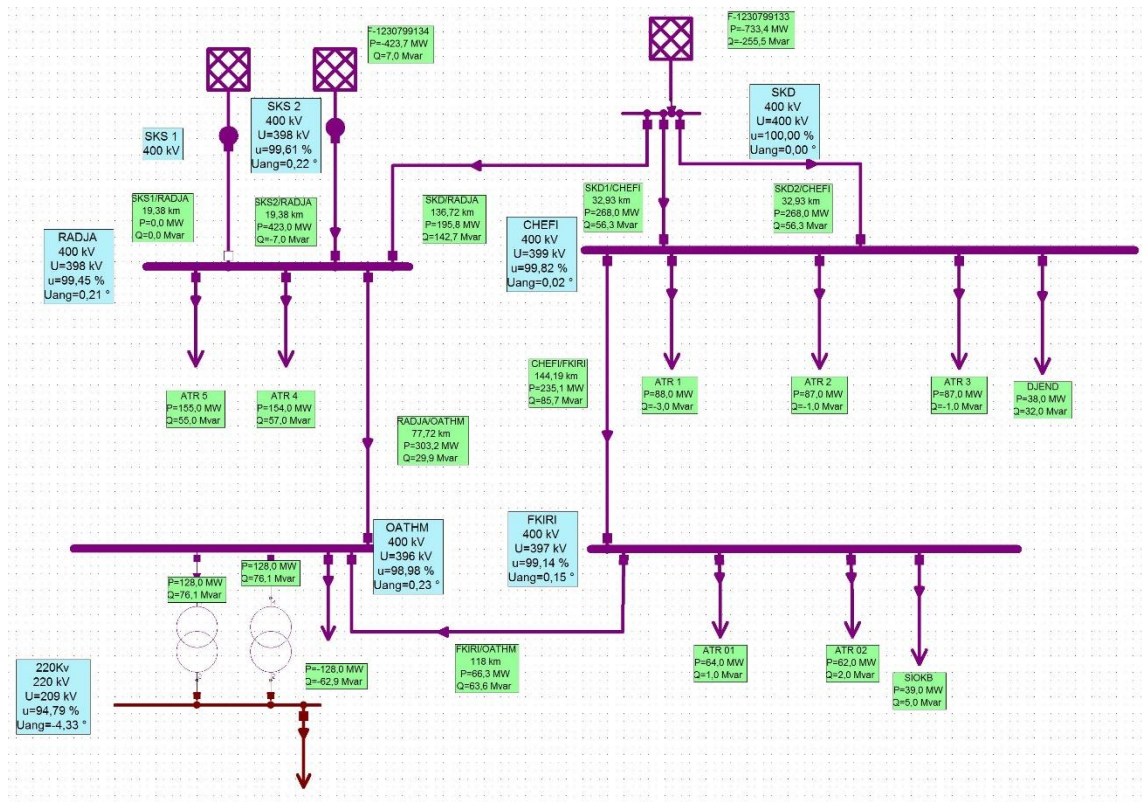 F-1230799134
P=-423,7 MW
Q=7,0 Mvar
F-1230799133
P=-733,4 MW
Q=-255,5 Mvar
SKS 1
400 kV
SKS 2
400 kV
U=398 kV
u=99,61 %
Uang=0,22 °
SKD
400 kV
U=400 kV
u=100,00 %
Uang=0,00 °
SKS1/RADJA
19,38 km
P=0,0 MW
Q=0,0 Mvar
SKS2/RADJA
19,38 km
P=423,0 MW
Q=-7,0 Mvar
SKD/RADJA
136,72 km
P=195,8 MW
Q=142,7 Mvar
SKD1/CHEFI
32,93 km
P=268,0 MW
Q=56,3 Mvar
SKD2/CHEFI
32,93 km
P=268,0 MW
Q=56,3 Mvar
RADJA
400 kV
U=398 kV
u=99,45 %
Uang=0,21 °
CHEFI
400 kV
U=399 kV
u=99,82 %
Uang=0,02 °
ATR 5
P=155,0 MW
Q=55,0 Mvar
ATR 4
P=154,0 MW
Q=57,0 Mvar
RADJA/OATHM
77,72 km
P=303,2 MW
Q=29,9 Mvar
CHEFI/FKIRI
144,19 km
P=235,1 MW
Q=85,7 Mvar
ATR 1
P=88,0 MW
Q=-3,0 Mvar
ATR 2
P=87,0 MW
Q=-1,0 Mvar
ATR 3
P=87,0 MW
Q=-1,0 Mvar
DJEND
P=38,0 MW
Q=32,0 Mvar
OATHM
400 kV
U=396 kV
u=98,98 %
Uang=0,23 °
FKIRI
400 kV
U=397 kV
u=99,14 %
Uang=0,15 °
P=128,0 MW
Q=76,1 Mvar
P=128,0 MW
Q=76,1 Mvar
P=-128,0 MW
Q=-62,9 Mvar
FKIRI/OATHM
118 km
P=66,3 MW
Q=63,6 Mvar
ATR 01
P=64,0 MW
Q=1,0 Mvar
ATR 02
P=62,0 MW
Q=2,0 Mvar
SIOKB
P=39,0 MW
Q=5,0 Mvar
220Kv
220 kV
U=209 kV
u=94,79 %
Uang=-4,33 °